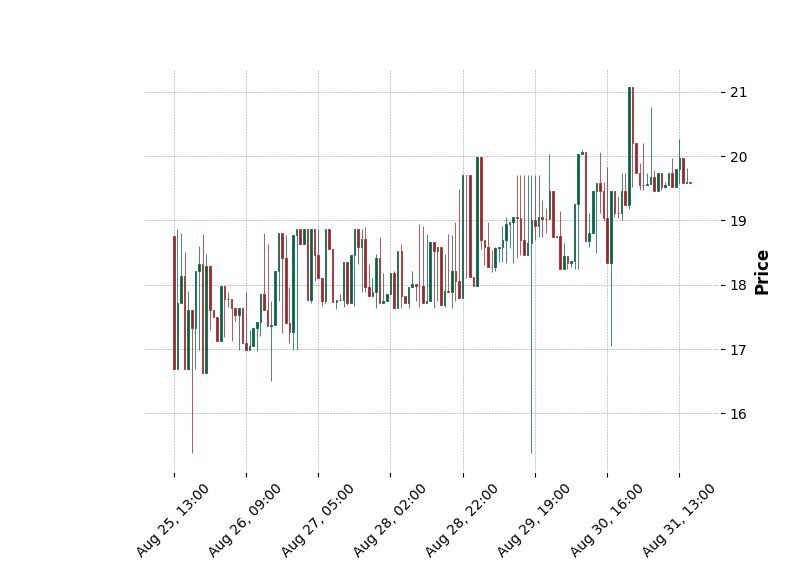 21
20
19
18
17
16
Price
Aug 25, 13:00
Aug 26, 09:00
Aug 27, 05:00
Aug 28, 02:00
Aug 28, 22:00
Aug 29, 19:00
Aug 30, 16:00
Aug 31, 13:00